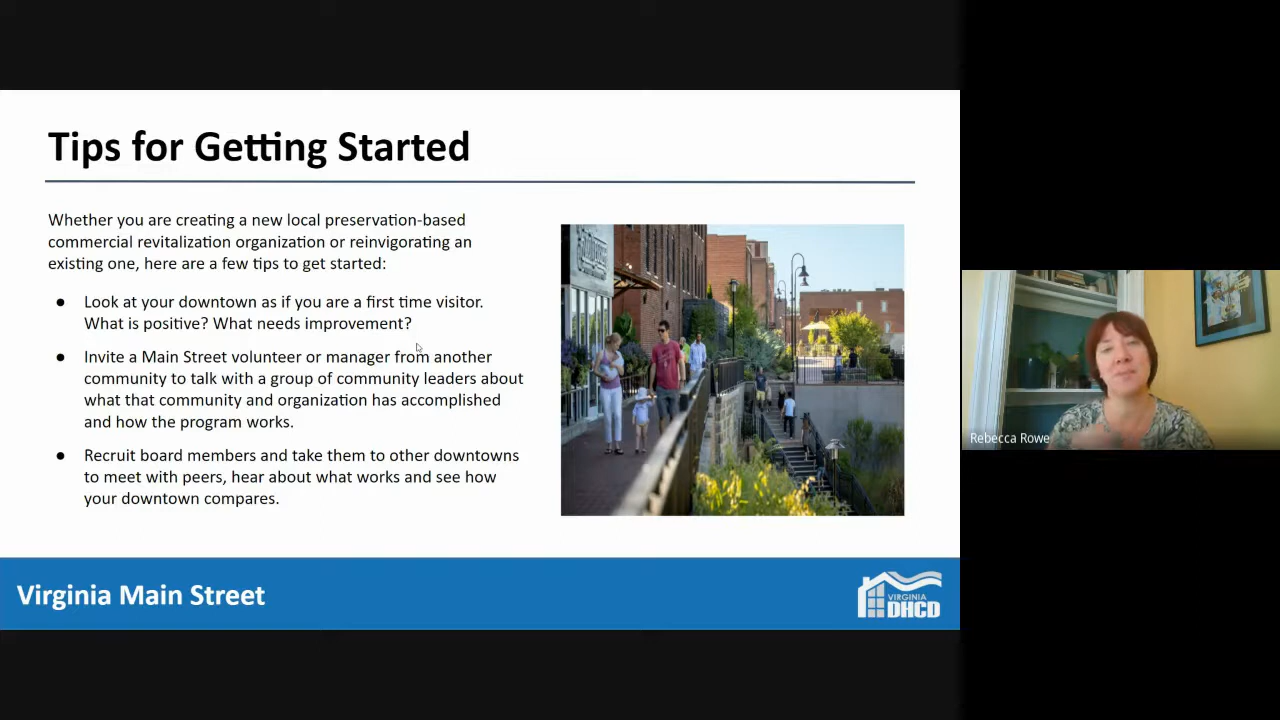 Tips for Getting Started
Whether you are creating a new local preservation-based
commercial revitalization organization or reinvigorating an
existing one, here are a few tips to get started:
● Look at your downtown as if you are a first time visitor.
What is positive? What needs improvement?
● Invite a Main Street volunteer or manager from another
community to talk with a group of community leaders about
what that community and organization has accomplished
and how the program works.
● Recruit board members and take them to other downtowns
to meet with peers, hear about what works and see how
your downtown compares.
Rebecca Rowe
Virginia Main Street
VIRGINIA
DHCD